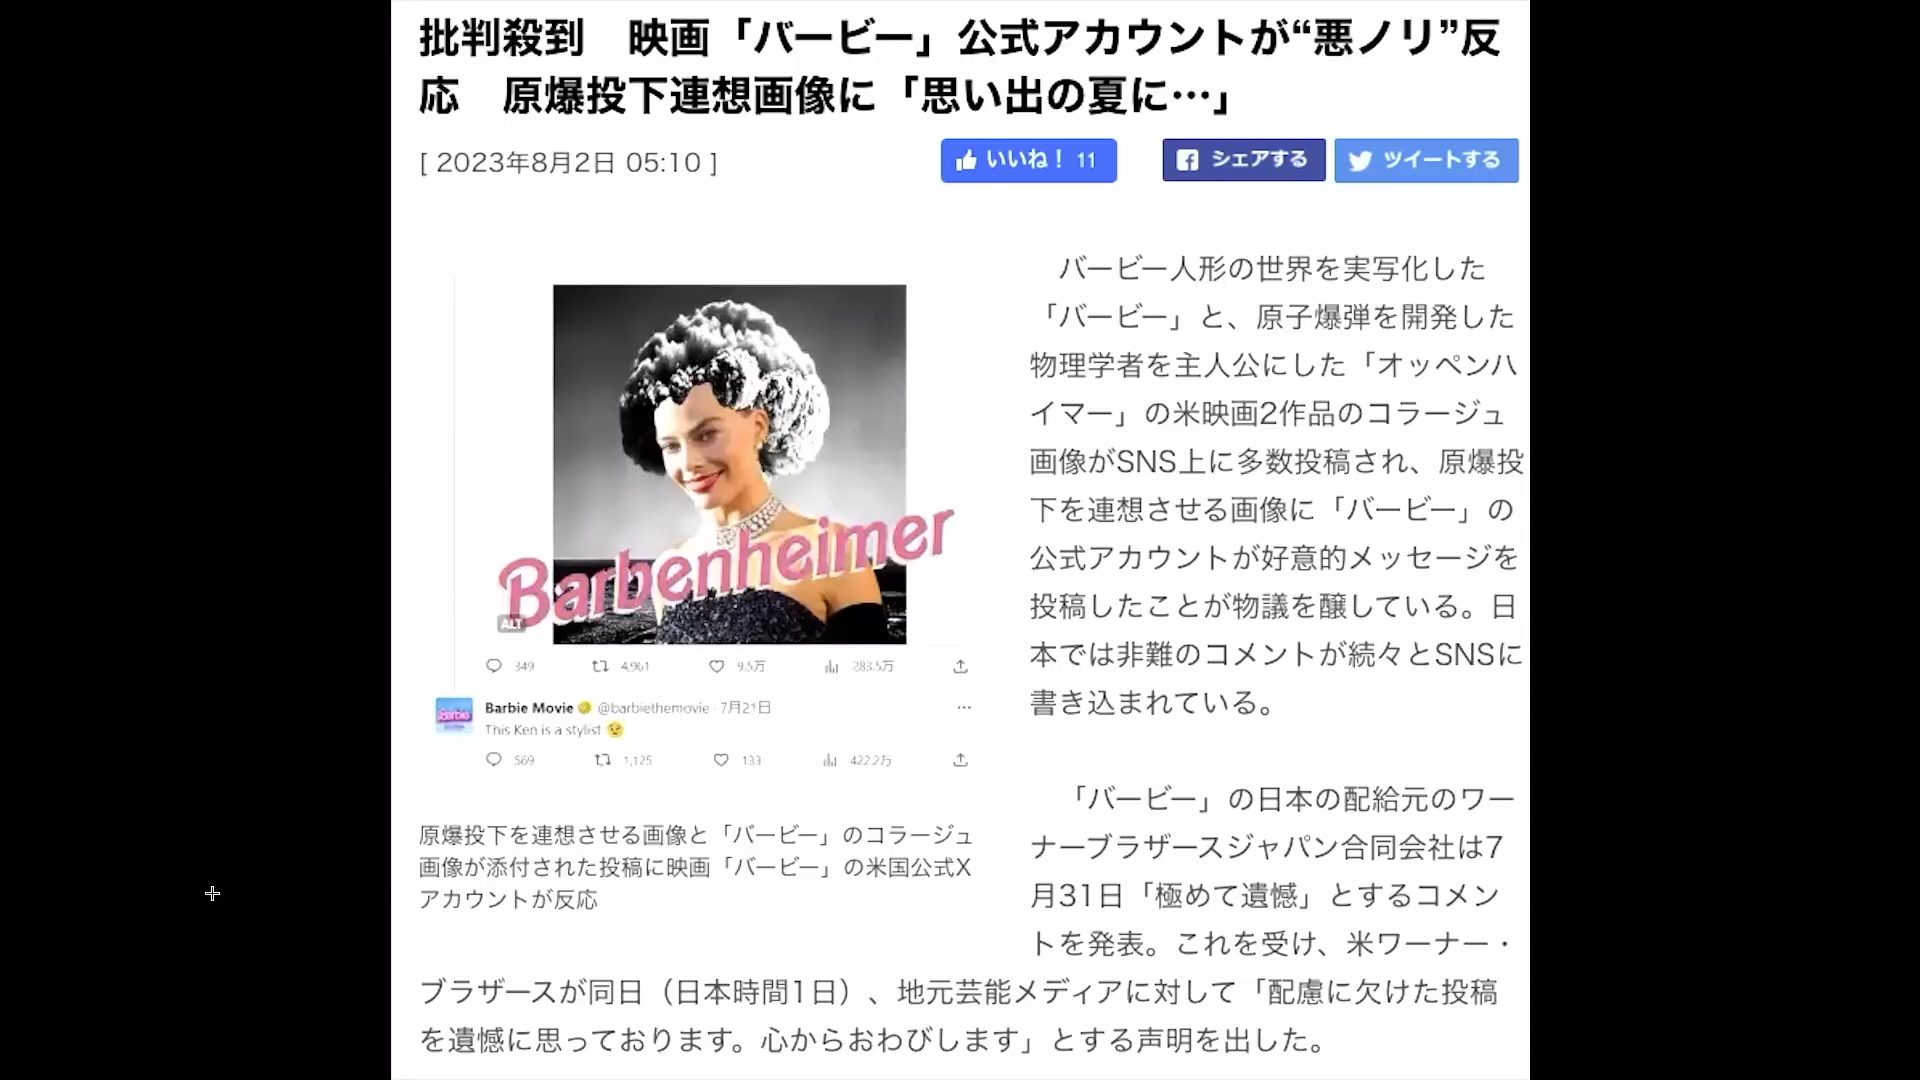 批判殺到　映画「バービー」公式アカウントが“悪ノリ”反
応　原爆投下連想画像に「思い出の夏に…」
[ 2023年8月2日 05:10 ]
いいね！ 11
シェアする
ツイートする
Barbenheimer
ALT
349 4,961 9.5万 283.5万
Barbie Movie @barbiethemovie · 7月21日
This Ken is a stylist
569 1,125 133 422.2万
原爆投下を連想させる画像と「バービー」のコラージュ
画像が添付された投稿に映画「バービー」の米国公式X
アカウントが反応
バービー人形の世界を実写化した
「バービー」と、原子爆弾を開発した
物理学者を主人公にした「オッペンハ
イマー」の米映画2作品のコラージュ
画像がSNS上に多数投稿され、原爆投
下を連想させる画像に「バービー」の
公式アカウントが好意的メッセージを
投稿したことが物議を醸している。日
本では非難のコメントが続々とSNSに
書き込まれている。
「バービー」の日本の配給元のワー
ナーブラザースジャパン合同会社は7
月31日「極めて遺憾」とするコメン
トを発表。これを受け、米ワーナー・
ブラザースが同日（日本時間1日）、地元芸能メディアに対して「配慮に欠けた投稿
を遺憾に思っております。心からおわびします」とする声明を出した。